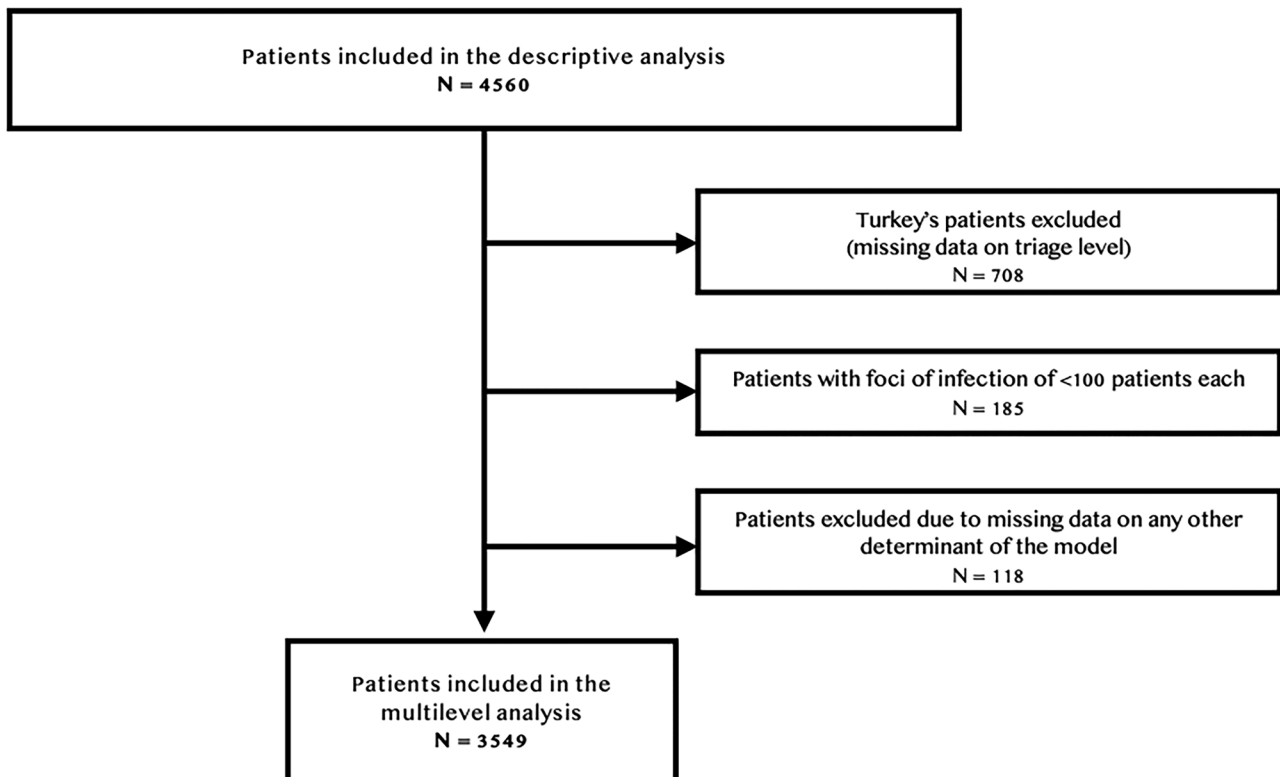 Patients included in the descriptive analysis
N = 4560
Turkey's patients excluded
(missing data on triage level)
N = 708
Patients with foci of infection of <100 patients each
N = 185
Patients excluded due to missing data on any other
determinant of the model
N = 118
Patients included in the
multilevel analysis
N = 3549